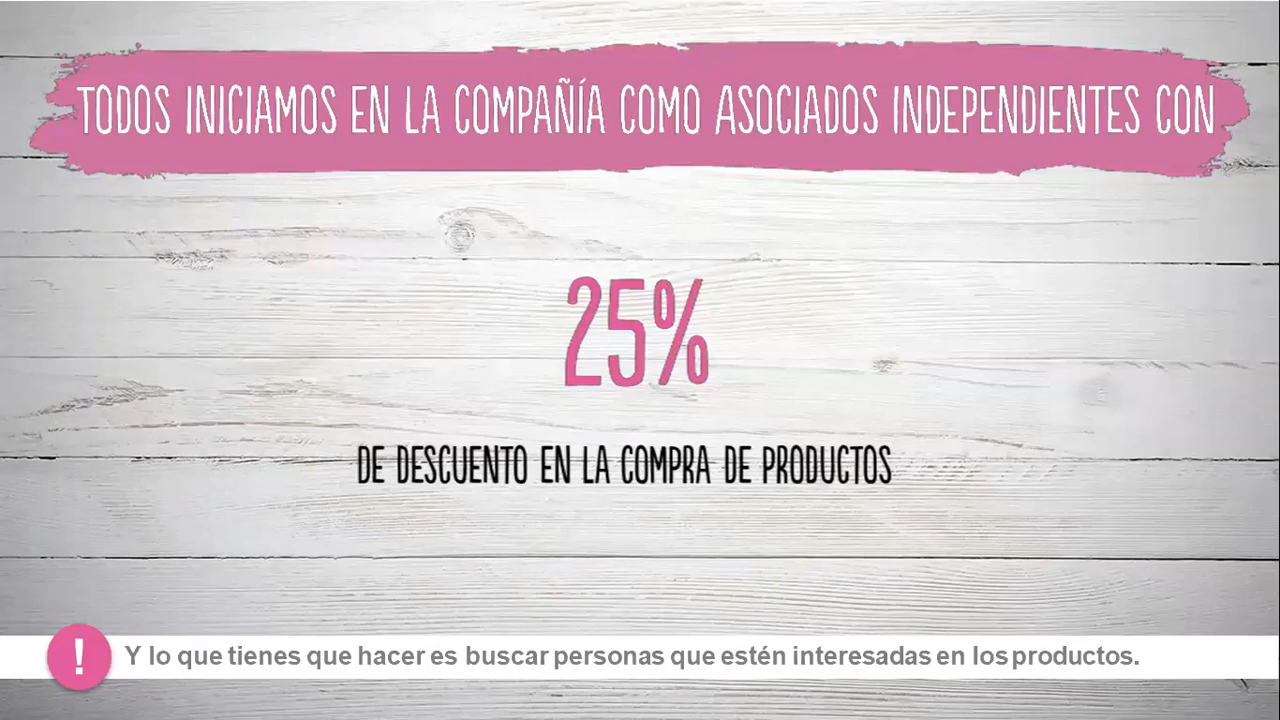 TODOS INICIAMOS EN LA COMPAÑÍA COMO ASOCIADOS INDEPENDIENTES CON
25%
DE DESCUENTO EN LA COMPRA DE PRODUCTOS
! Y lo que tienes que hacer es buscar personas que estén interesadas en los productos.